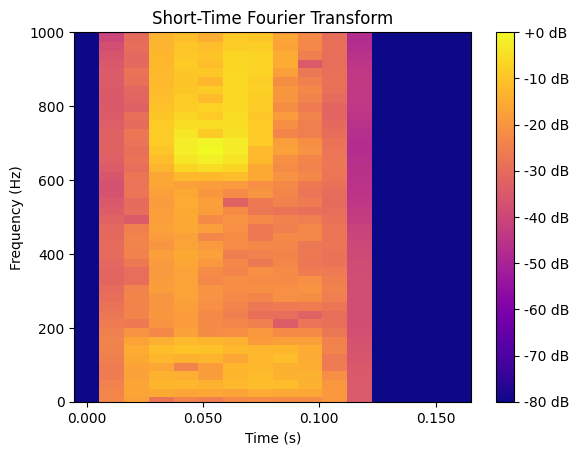 Short-Time Fourier Transform
1000
800
600
400
200
0
Frequency (Hz)
0.000
0.050
0.100
0.150
Time (s)
+0 dB
-10 dB
-20 dB
-30 dB
-40 dB
-50 dB
-60 dB
-70 dB
-80 dB